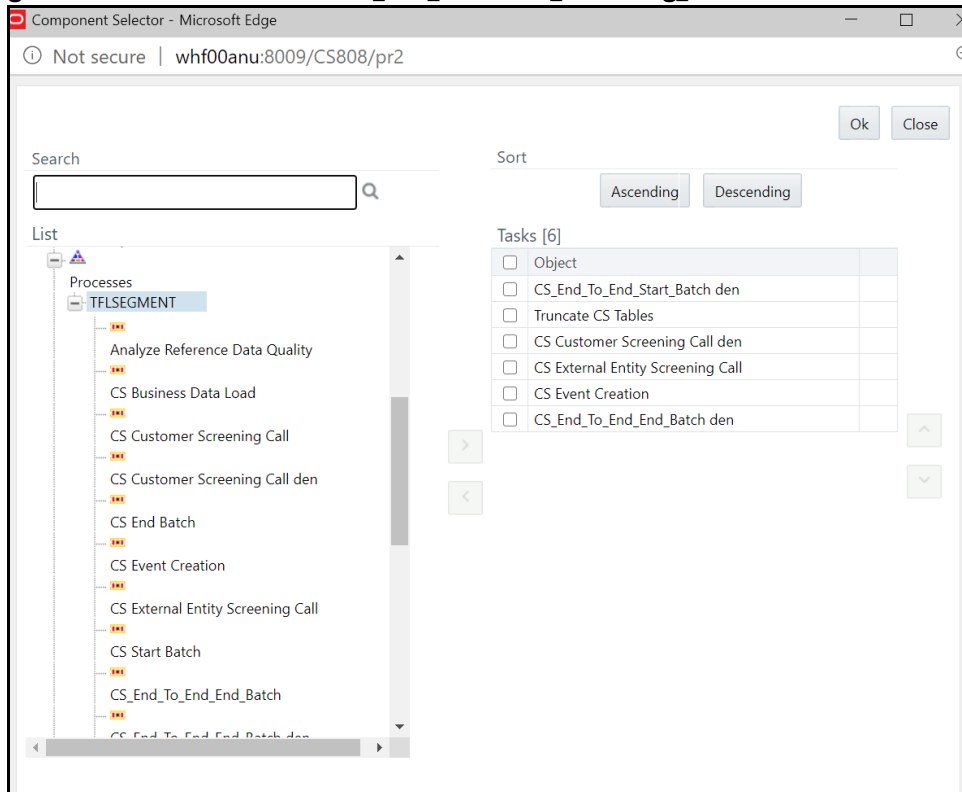 Component Selector - Microsoft Edge
Not secure | whf00anu:8009/CS808/pr2
Ok Close
Search
Sort
Ascending Descending
List
Tasks [6]
Processes
TFLSEGMENT
Analyze Reference Data Quality
CS Business Data Load
CS Customer Screening Call
CS Customer Screening Call den
CS End Batch
CS Event Creation
CS External Entity Screening Call
CS Start Batch
CS_End_To_End_End_Batch
CS_End_To_End_End_Batch den
Object
CS_End_To_End_Start_Batch den
Truncate CS Tables
CS Customer Screening Call den
CS External Entity Screening Call
CS Event Creation
CS_End_To_End_End_Batch den